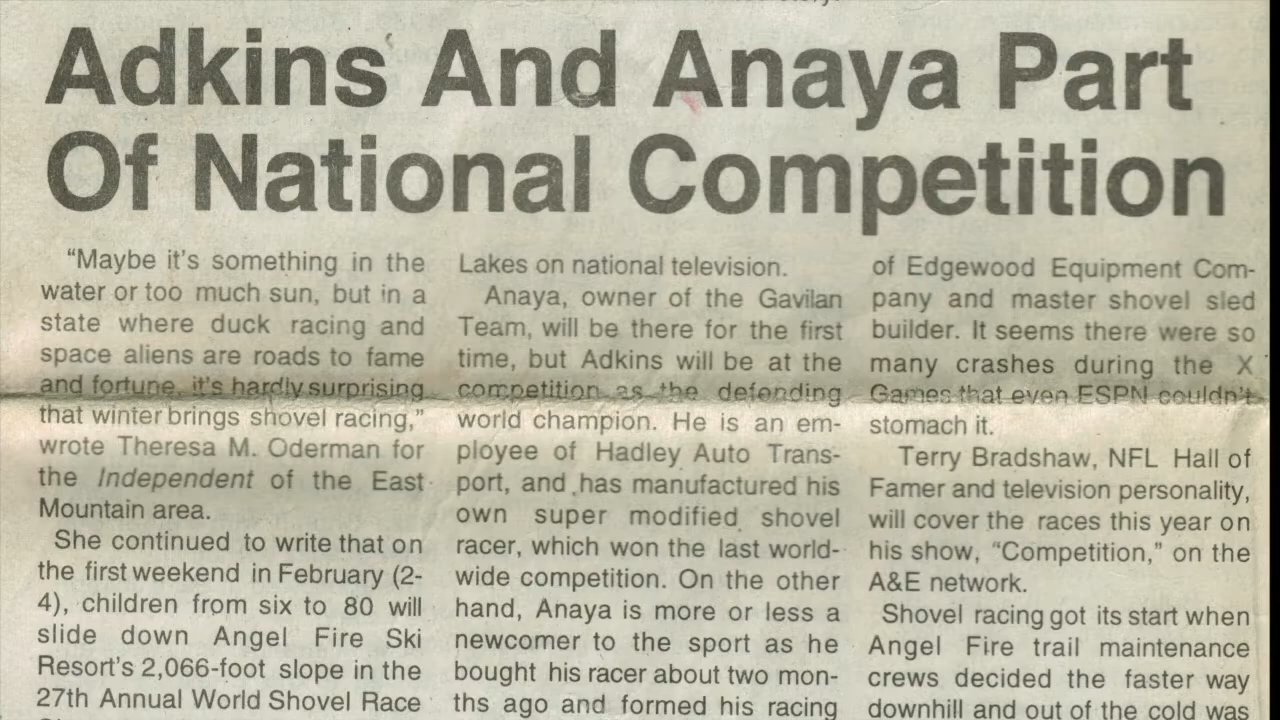 Adkins And Anaya Part
Of National Competition
“Maybe it’s something in the
water or too much sun, but in a
state where duck racing and
space aliens are roads to fame
and fortune, it’s hardly surprising
that winter brings shovel racing,”
wrote Theresa M. Oderman for
the Independent of the East
Mountain area.
She continued to write that on
the first weekend in February (2-
4), children from six to 80 will
slide down Angel Fire Ski
Resort’s 2,066-foot slope in the
27th Annual World Shovel Race
Lakes on national television.
Anaya, owner of the Gavilan
Team, will be there for the first
time, but Adkins will be at the
competition as the defending
world champion. He is an em-
ployee of Hadley Auto Trans-
port, and has manufactured his
own super modified shovel
racer, which won the last world-
wide competition. On the other
hand, Anaya is more or less a
newcomer to the sport as he
bought his racer about two mon-
ths ago and formed his racing
of Edgewood Equipment Com-
pany and master shovel sled
builder. It seems there were so
many crashes during the X
Games that even ESPN couldn’t
stomach it.
Terry Bradshaw, NFL Hall of
Famer and television personality,
will cover the races this year on
his show, “Competition,” on the
A&E network.
Shovel racing got its start when
Angel Fire trail maintenance
crews decided the faster way
downhill and out of the cold was